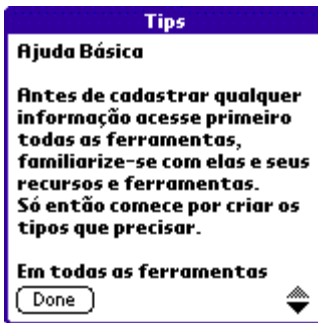 Tips
Ajuda Básica
Antes de cadastrar qualquer
informação acesse primeiro
todas as ferramentas,
familiarize-se com elas e seus
recursos e ferramentas.
Só então comece por criar os
tipos que precisar.
Em todas as ferramentas
Done